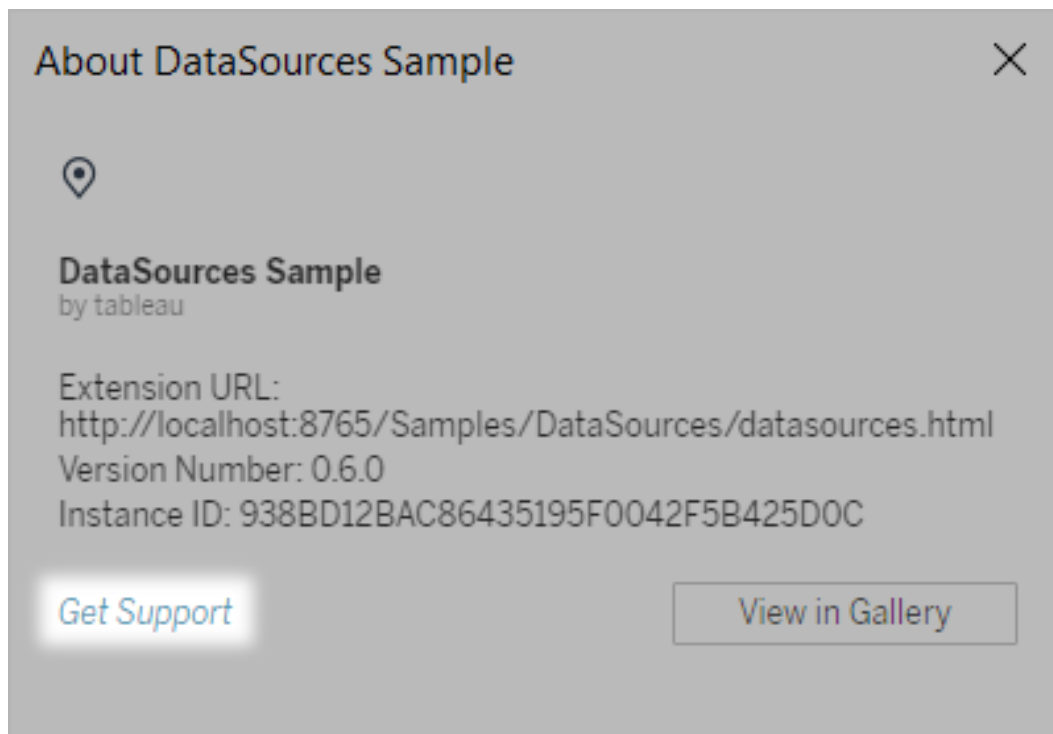 About DataSources Sample
DataSources Sample
by tableau
Extension URL:
http://localhost:8765/Samples/DataSources/datasources.html
Version Number: 0.6.0
Instance ID: 938BD12BAC86435195F0042F5B425D0C
Get Support
View in Gallery